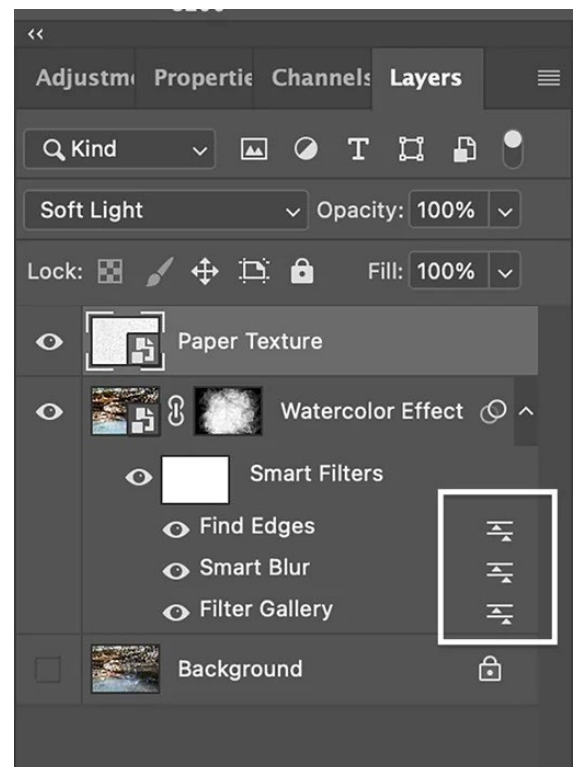 Adjustme Propertie Channels Layers
Kind
Soft Light Opacity: 100%
Lock: Fill: 100%
Paper Texture
Watercolor Effect
Smart Filters
Find Edges
Smart Blur
Filter Gallery
Background